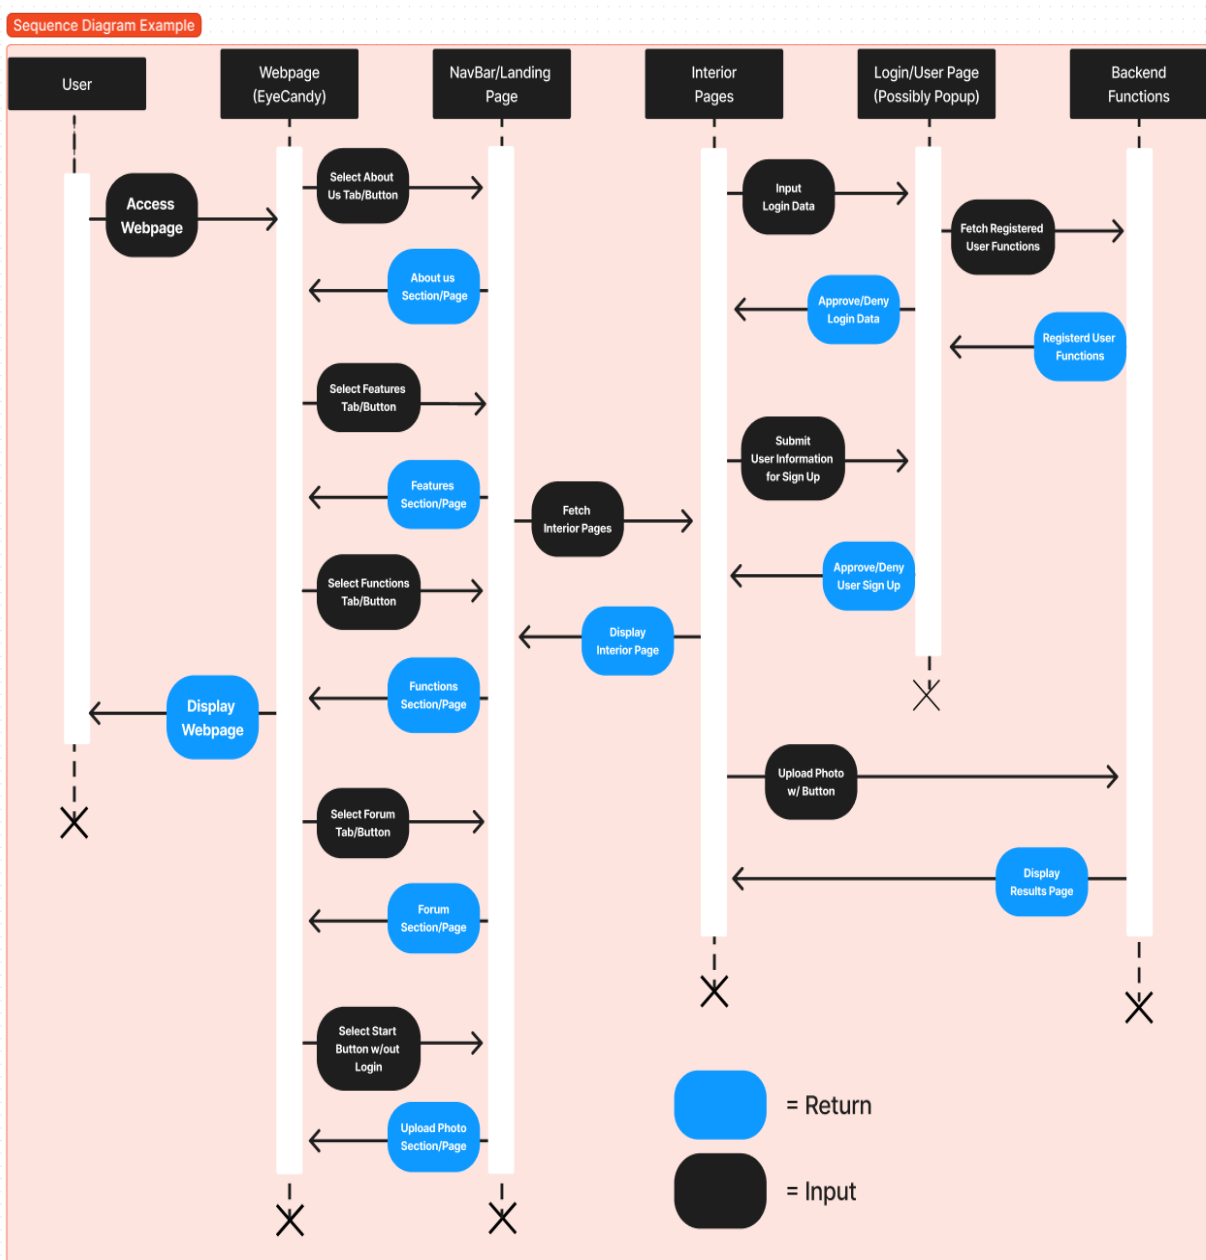 Sequence Diagram Example
User
Webpage
(EyeCandy)
NavBar/Landing
Page
Interior
Pages
Login/User Page
(Possibly Popup)
Backend
Functions
Access
Webpage
Select About
Us Tab/Button
Input
Login Data
Fetch Registered
User Functions
About us
Section/Page
Approve/Deny
Login Data
Registerd User
Functions
Select Features
Tab/Button
Submit
User Information
for Sign Up
Features
Section/Page
Fetch
Interior Pages
Select Functions
Tab/Button
Approve/Deny
User Sign Up
Display
Interior Page
Functions
Section/Page
Display
Webpage
Upload Photo
w/ Button
Select Forum
Tab/Button
Display
Results Page
Forum
Section/Page
Select Start
Button w/out
Login
Upload Photo
Section/Page
= Return
= Input